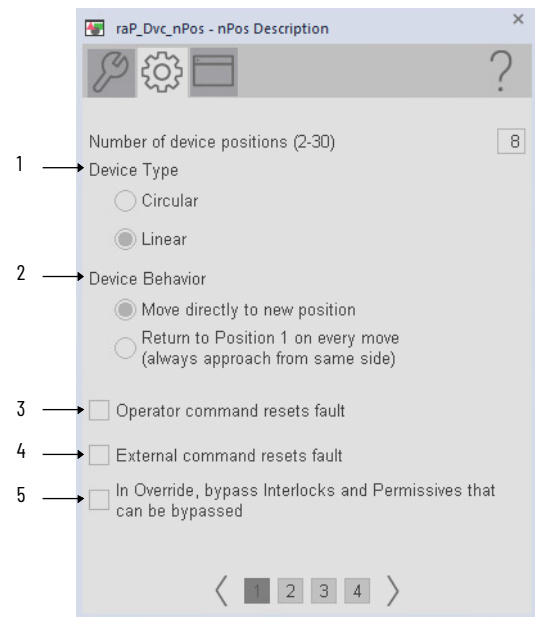 raP_Dvc_nPos - nPos Description
?
Number of device positions (2-30) 8
1 Device Type
Circular
Linear
2 Device Behavior
Move directly to new position
Return to Position 1 on every move
(always approach from same side)
3 Operator command resets fault
4 External command resets fault
5 In Override, bypass Interlocks and Permissives that
can be bypassed
1 2 3 4